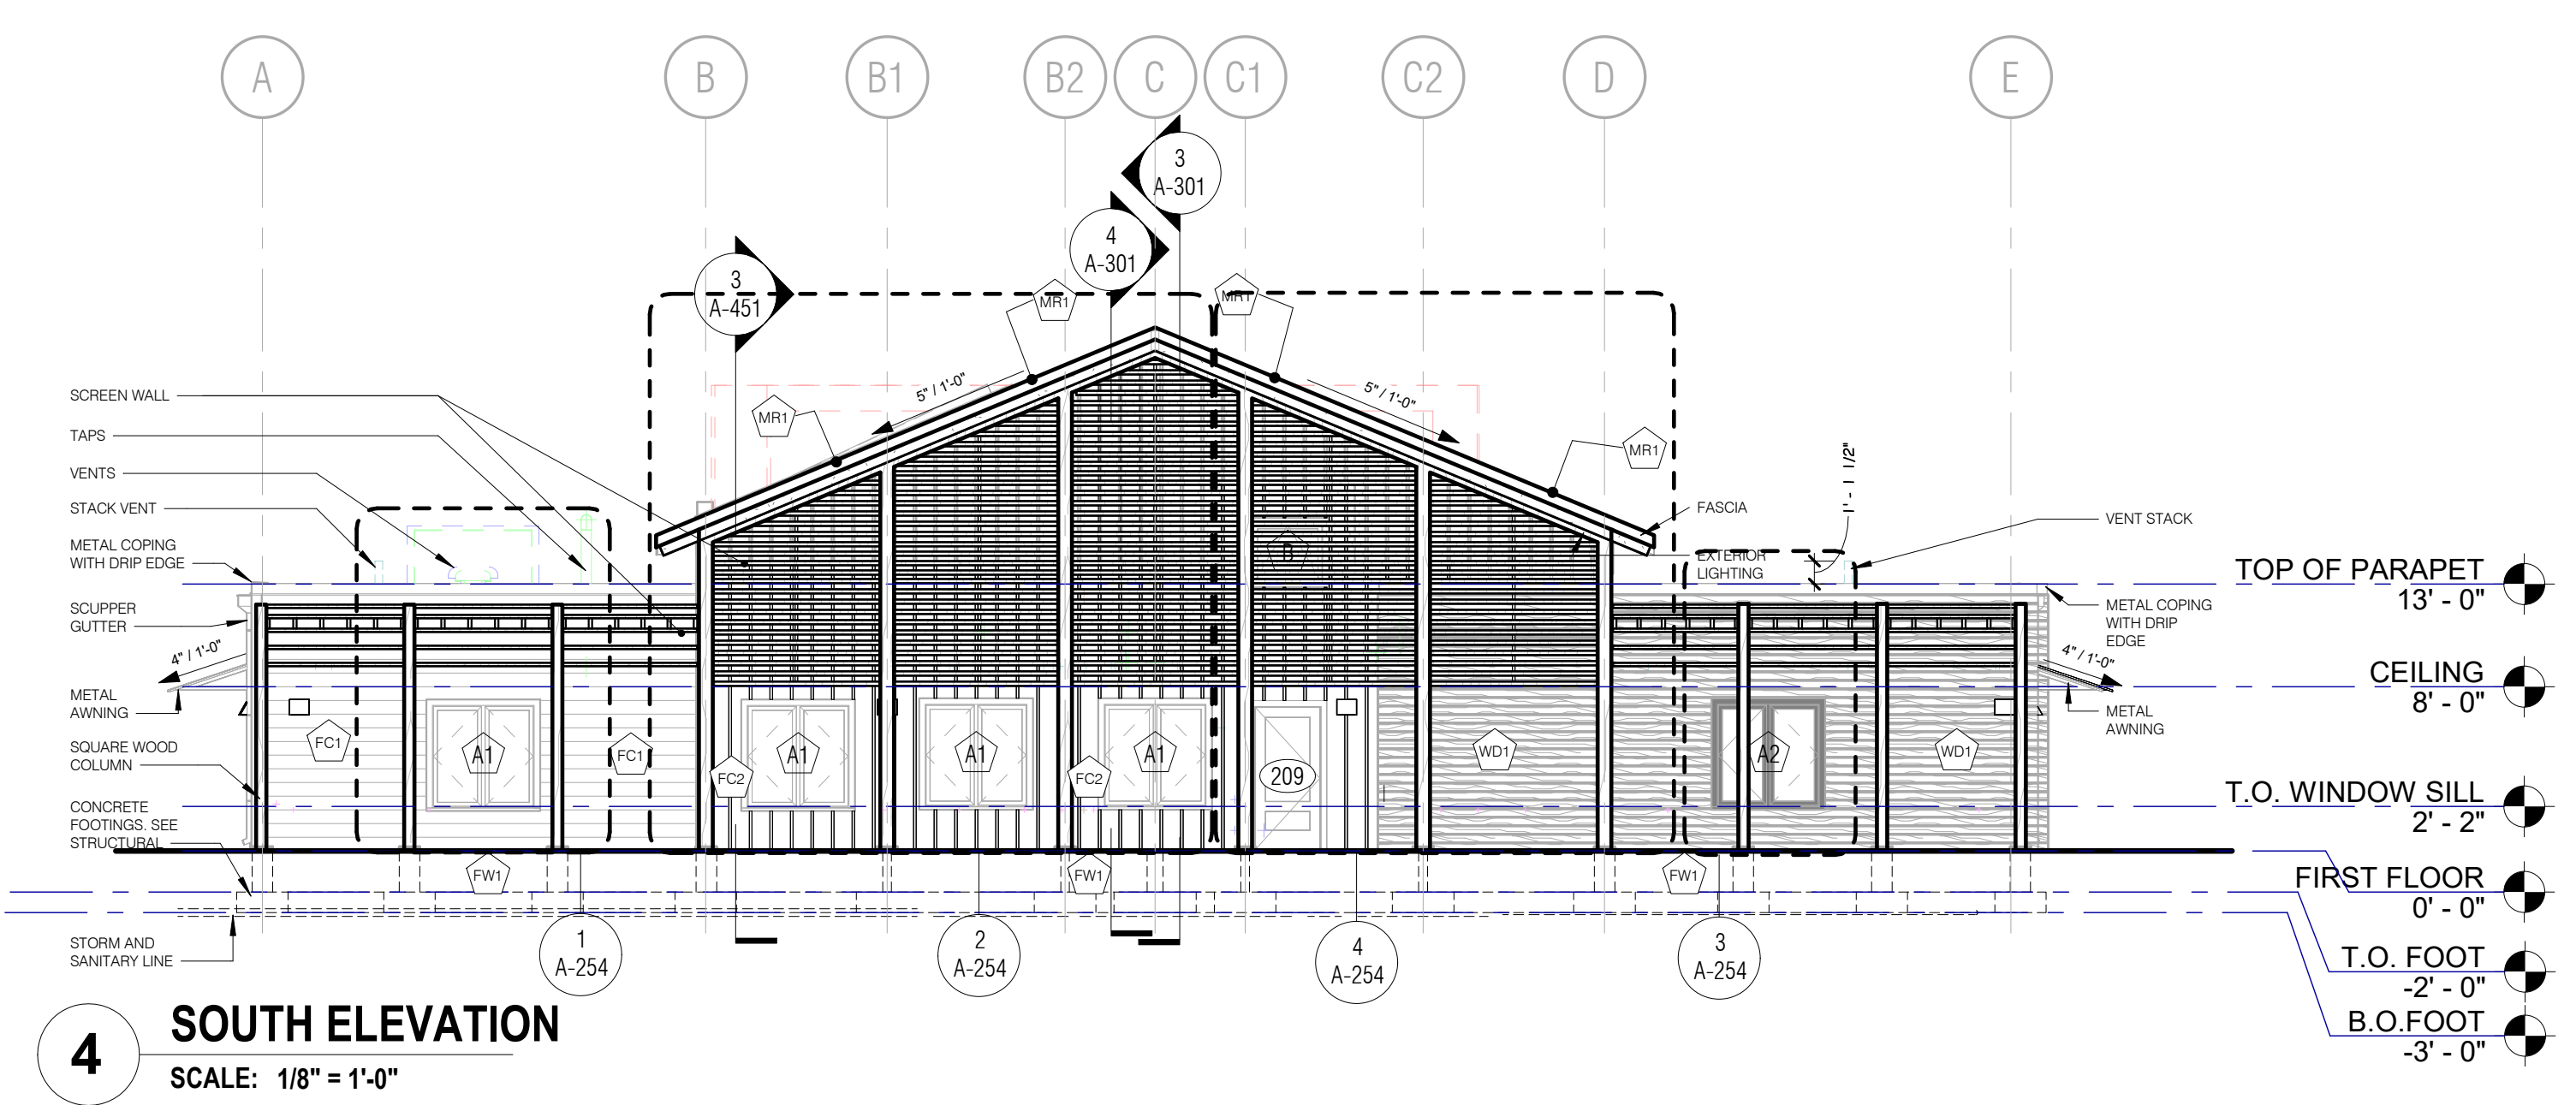 A
B
B1
B2
C
C1
C2
D
E
3
A-301
4
A-301
3
A-451
MR1
MR1
MR1
MR1
5" / 1'-0"
5" / 1'-0"
SCREEN WALL
TAPS
VENTS
STACK VENT
METAL COPING
WITH DRIP EDGE
SCUPPER
GUTTER
4" / 1'-0"
METAL
AWNING
SQUARE WOOD
COLUMN
CONCRETE
FOOTINGS. SEE
STRUCTURAL
STORM AND
SANITARY LINE
FASCIA
EXTERIOR
LIGHTING
1' - 1 1/2"
VENT STACK
METAL COPING
WITH DRIP
EDGE
4" / 1'-0"
METAL
AWNING
B
FC1
A1
FC1
FC2
A1
A1
FC2
A1
209
WD1
A2
WD1
FW1
FW1
FW1
1
A-254
2
A-254
4
A-254
3
A-254
TOP OF PARAPET
13' - 0"
CEILING
8' - 0"
T.O. WINDOW SILL
2' - 2"
FIRST FLOOR
0' - 0"
T.O. FOOT
-2' - 0"
B.O.FOOT
-3' - 0"
4
SOUTH ELEVATION
SCALE: 1/8" = 1'-0"